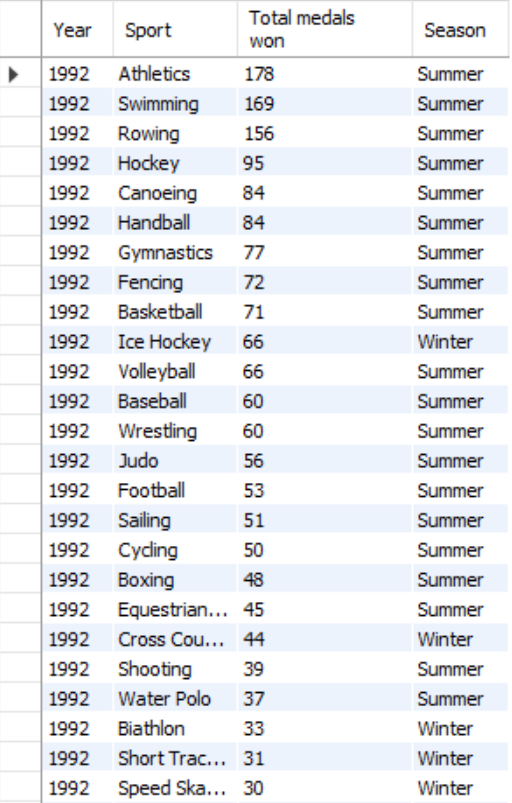 Year Sport Total medals won Season
1992 Athletics 178 Summer
1992 Swimming 169 Summer
1992 Rowing 156 Summer
1992 Hockey 95 Summer
1992 Canoeing 84 Summer
1992 Handball 84 Summer
1992 Gymnastics 77 Summer
1992 Fencing 72 Summer
1992 Basketball 71 Summer
1992 Ice Hockey 66 Winter
1992 Volleyball 66 Summer
1992 Baseball 60 Summer
1992 Wrestling 60 Summer
1992 Judo 56 Summer
1992 Football 53 Summer
1992 Sailing 51 Summer
1992 Cycling 50 Summer
1992 Boxing 48 Summer
1992 Equestrian... 45 Summer
1992 Cross Cou... 44 Winter
1992 Shooting 39 Summer
1992 Water Polo 37 Summer
1992 Biathlon 33 Winter
1992 Short Trac... 31 Winter
1992 Speed Ska... 30 Winter